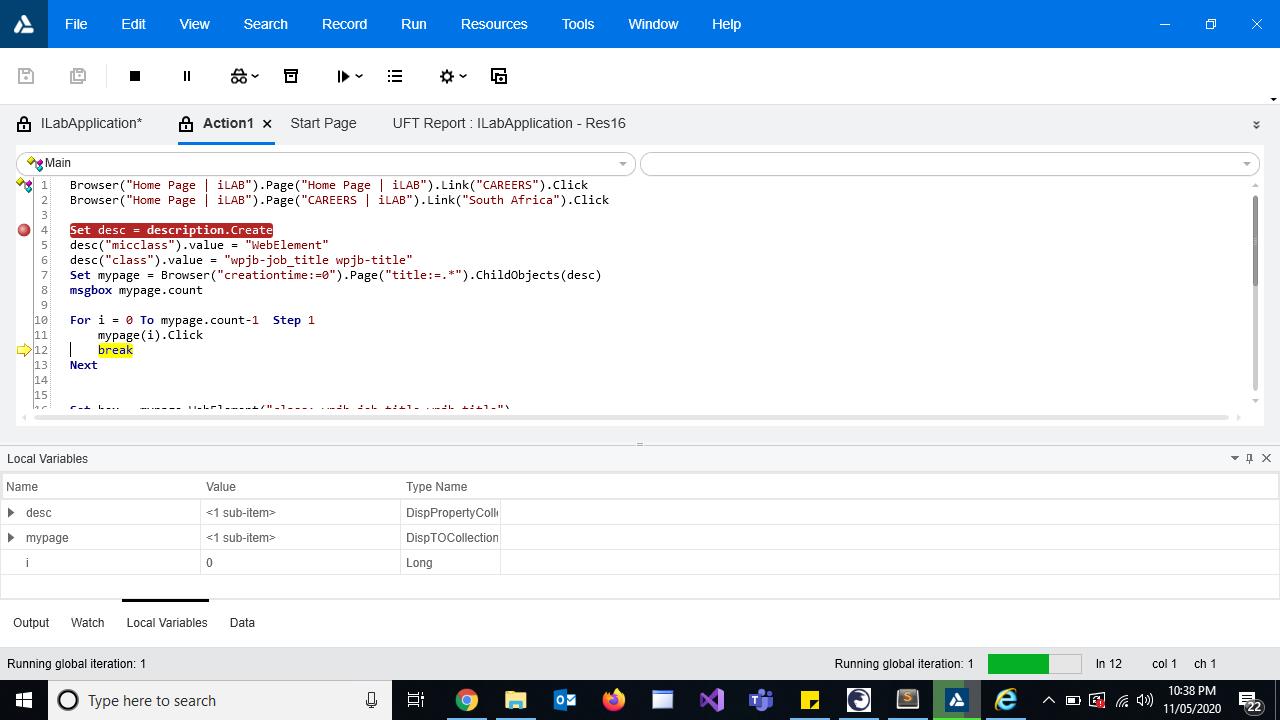 File Edit View Search Record Run Resources Tools Window Help
ILabApplication* Action1 Start Page UFT Report : ILabApplication - Res16
Main
1 Browser("Home Page | iLAB").Page("Home Page | iLAB").Link("CAREERS").Click
2 Browser("Home Page | iLAB").Page("CAREERS | iLAB").Link("South Africa").Click
3
4 Set desc = description.Create
5 desc("micclass").value = "WebElement"
6 desc("class").value = "wpjb-job_title wpjb-title"
7 Set mypage = Browser("creationtime:=0").Page("title:=.*").ChildObjects(desc)
8 msgbox mypage.count
9
10 For i = 0 To mypage.count-1  Step 1
11 mypage(i).Click
12 break
13 Next
14
15
Local Variables
Name Value Type Name
desc <1 sub-item> DispPropertyColle
mypage <1 sub-item> DispTOCollection
i 0 Long
Output Watch Local Variables Data
Running global iteration: 1 Running global iteration: 1 ln 12 col 1 ch 1
Type here to search
10:38 PM
11/05/2020
22